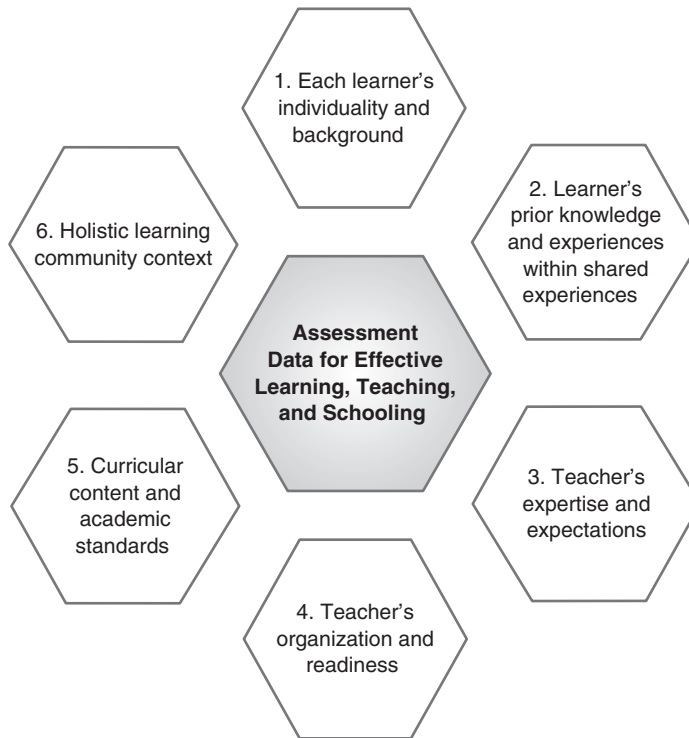 1. Each learner's
individuality and
background
2. Learner's
prior knowledge
and experiences
within shared
experiences
3. Teacher's
expertise and
expectations
4. Teacher's
organization and
readiness
5. Curricular
content and
academic
standards
6. Holistic learning
community context
Assessment
Data for Effective
Learning, Teaching,
and Schooling